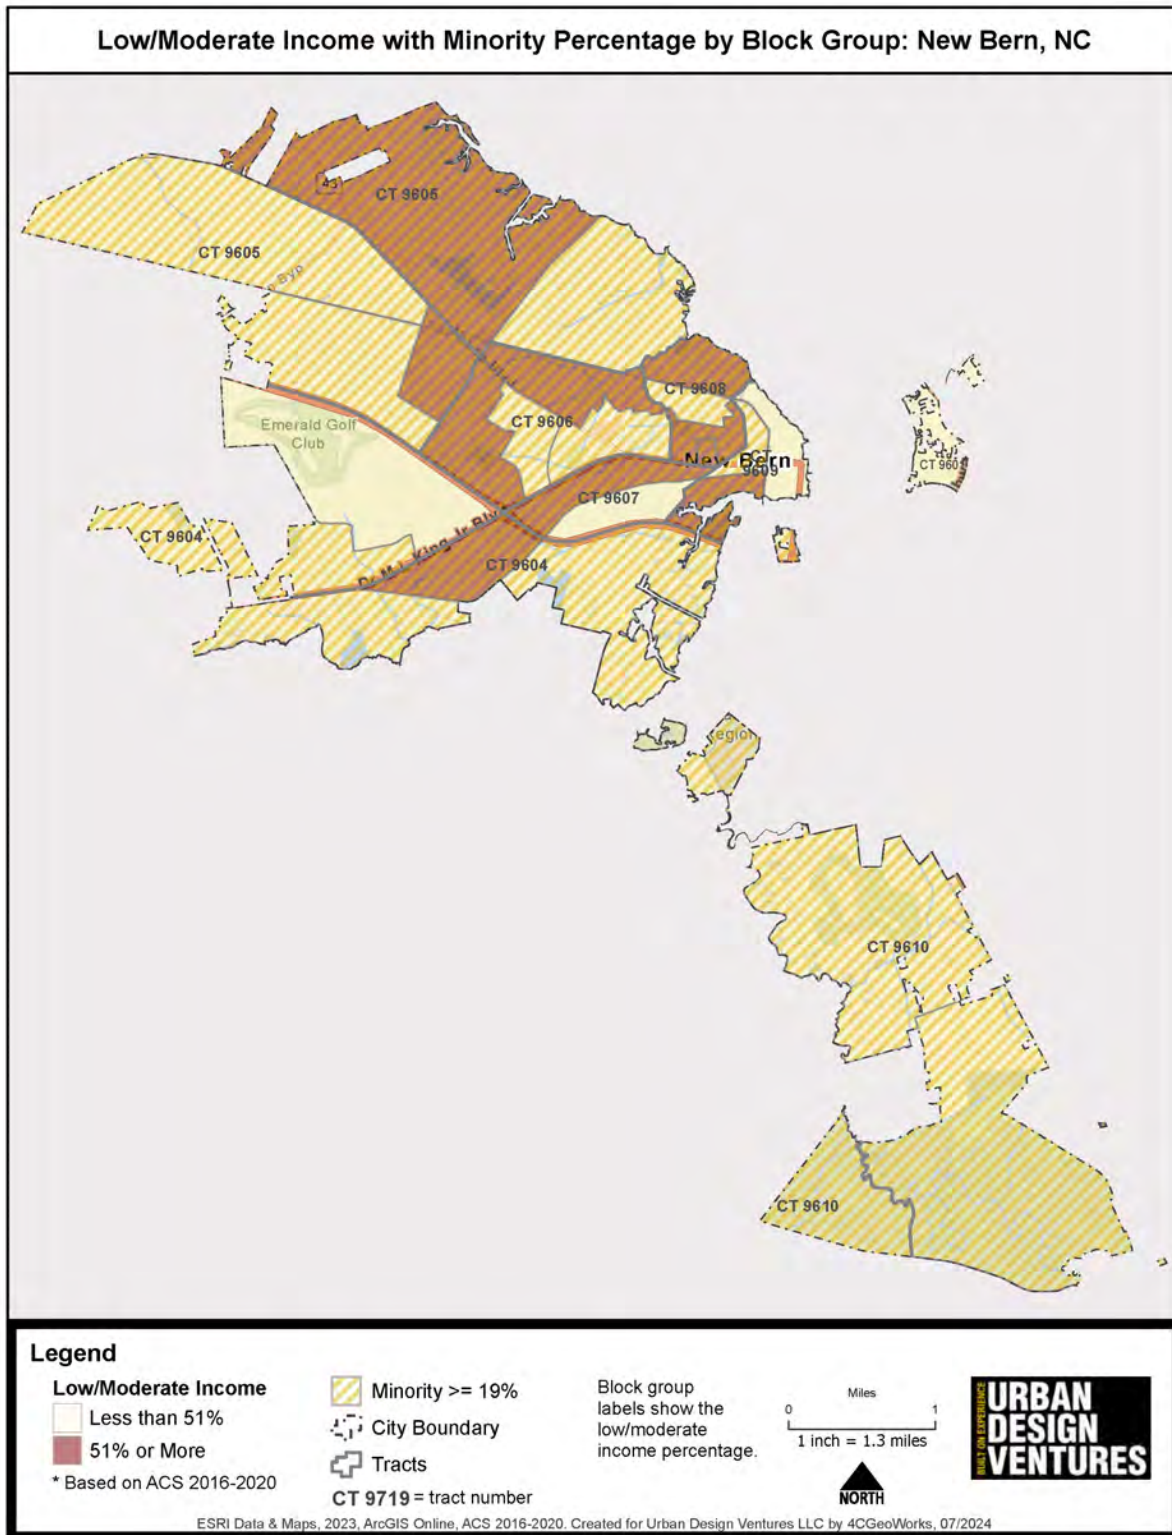 Low/Moderate Income with Minority Percentage by Block Group: New Bern, NC
43
CT 9605
CT 9605
Byp
CT 9608
CT 9606
Emerald Golf
Club
New Bern
CT
9609
CT 960
CT 9607
CT 9604
Dr M L King Jr Blv
CT 9604
egion
CT 9610
CT 9610
Legend
Low/Moderate Income
Less than 51%
51% or More
* Based on ACS 2016-2020
Minority >= 19%
City Boundary
Tracts
CT 9719 = tract number
Block group
labels show the
low/moderate
income percentage.
Miles
0 1
1 inch = 1.3 miles
NORTH
BUILT ON EXPERIENCE
URBAN
DESIGN
VENTURES
ESRI Data & Maps, 2023, ArcGIS Online, ACS 2016-2020. Created for Urban Design Ventures LLC by 4CGeoWorks, 07/2024